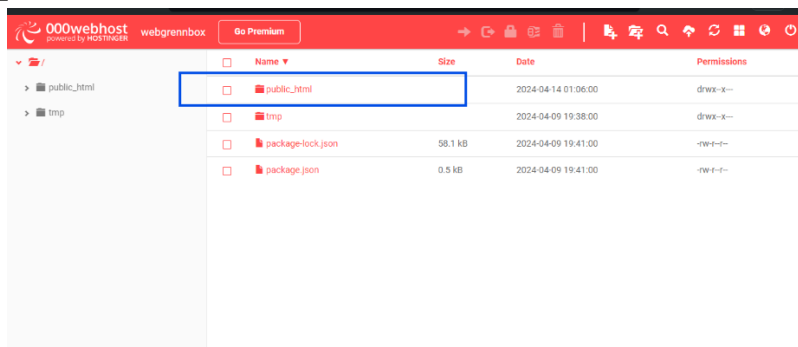 000webhost
powered by HOSTINGER
webgrennbox
Go Premium
/
public_html
tmp
Name ▼ Size Date Permissions
public_html 2024-04-14 01:06:00 drwx--x---
tmp 2024-04-09 19:38:00 drwx--x---
package-lock.json 58.1 kB 2024-04-09 19:41:00 -rw-r--r--
package.json 0.5 kB 2024-04-09 19:41:00 -rw-r--r--